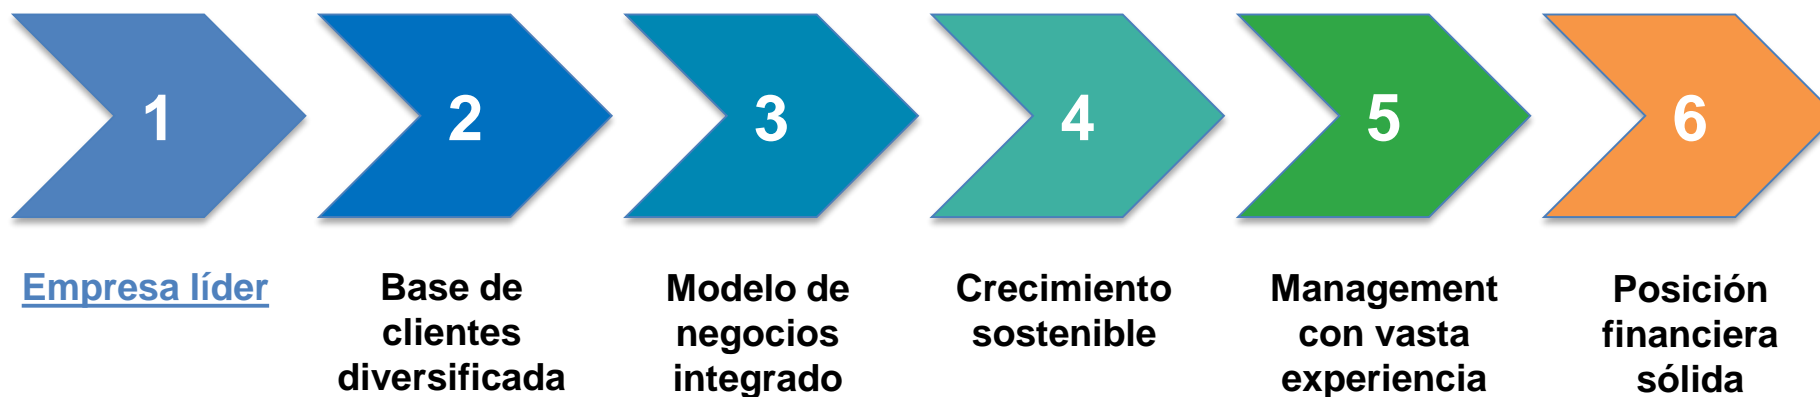 1
2
3
4
5
6
Empresa líder
Base de
clientes
diversificada
Modelo de
negocios
integrado
Crecimiento
sostenible
Management
con vasta
experiencia
Posición
financiera
sólida